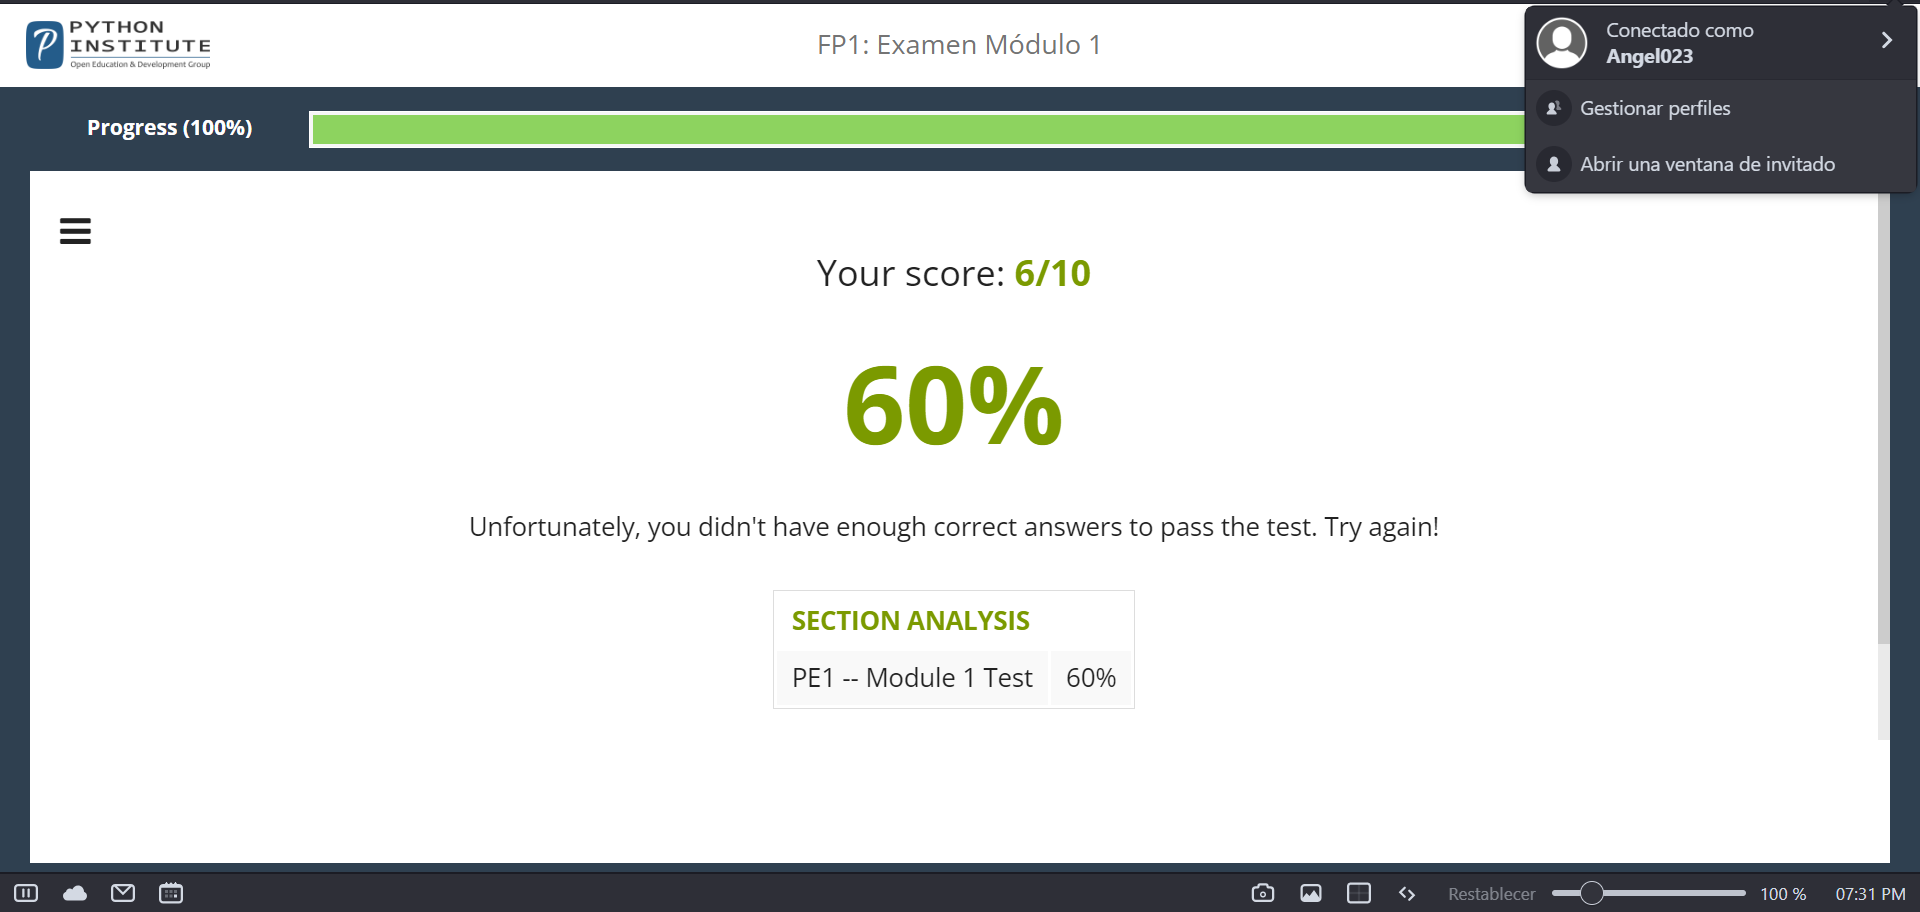 PYTHON
INSTITUTE
Open Education & Development Group
FP1: Examen Módulo 1
Conectado como
Angel023
Gestionar perfiles
Abrir una ventana de invitado
Progress (100%)
Your score: 6/10
60%
Unfortunately, you didn't have enough correct answers to pass the test. Try again!
SECTION ANALYSIS
PE1 -- Module 1 Test 60%
Restablecer 100 % 07:31 PM